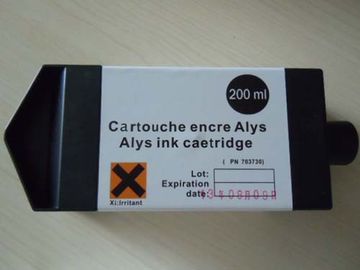 200 ml
Cartouche encre Alys
Alys ink caetridge
( PN 703730)
Lot:
Expiration
date:
Xi:Irritant